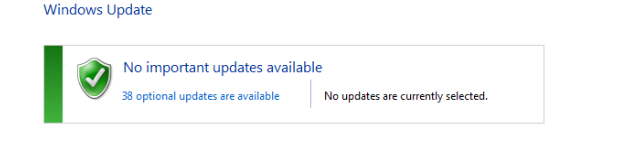 Windows Update
No important updates available
38 optional updates are available
No updates are currently selected.